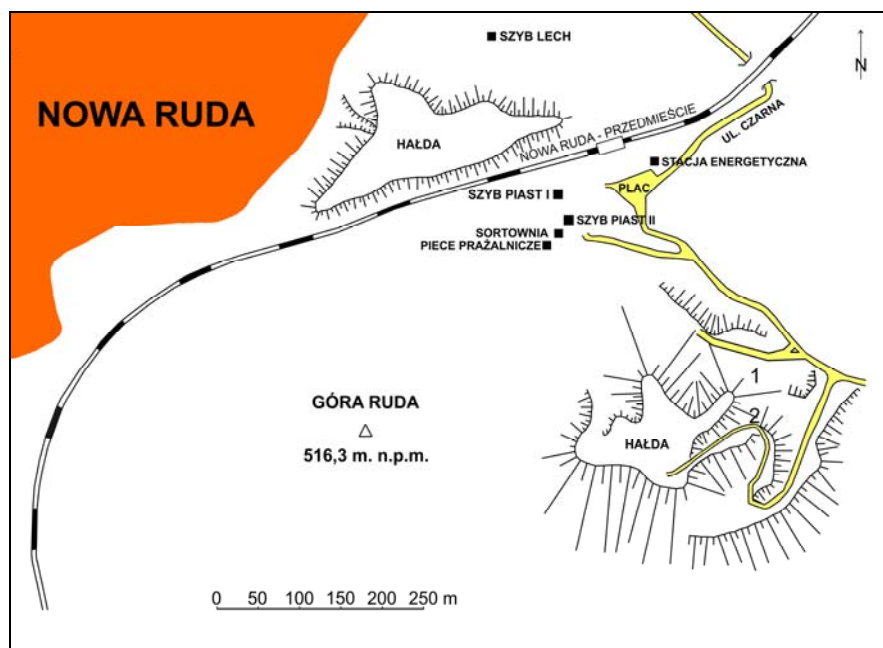 SZYB LECH
N
NOWA RUDA
HAŁDA
NOWA RUDA - PRZEDMIEŚCIE
UL. CZARNA
STACJA ENERGETYCZNA
PLAC
SZYB PIAST I
SZYB PIAST II
SORTOWNIA
PIECE PRAŻALNICZE
1
GÓRA RUDA
2
HAŁDA
516,3 m. n.p.m.
0 50 100 150 200 250 m